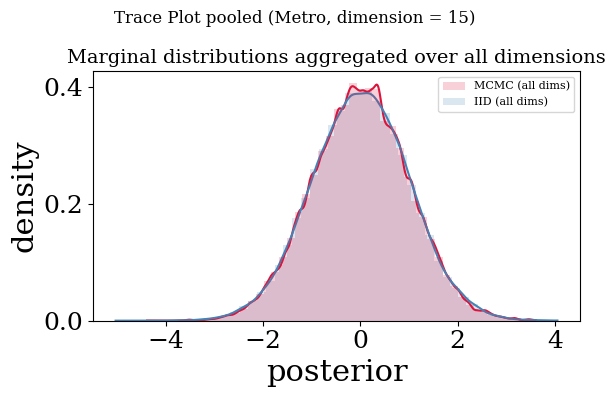 Trace Plot pooled (Metro, dimension = 15)
Marginal distributions aggregated over all dimensions
MCMC (all dims)
IID (all dims)
density
0.4
0.2
0.0
−4
−2
0
2
4
posterior